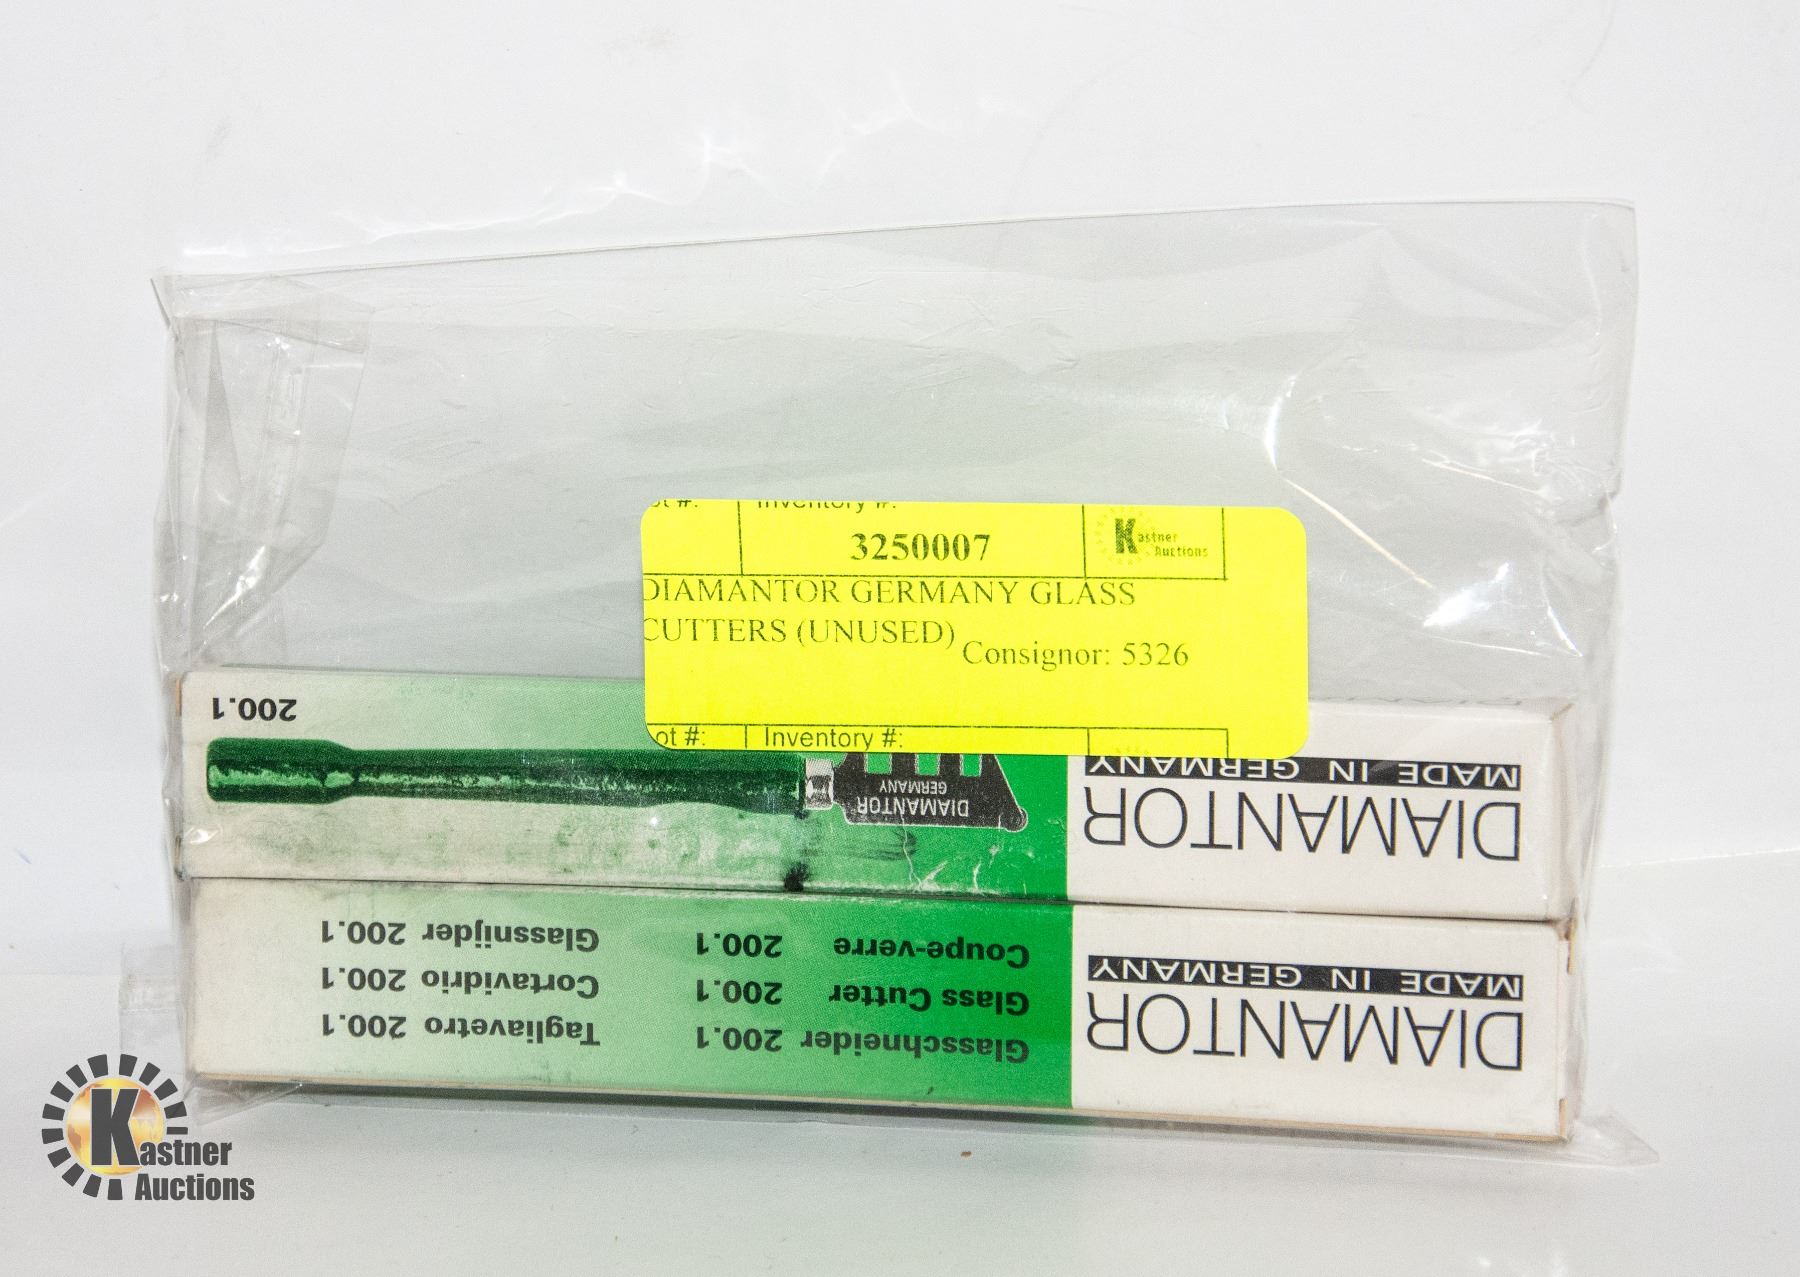 ot #: Inventory #:
3250007
Kastner
Auctions
DIAMANTOR GERMANY GLASS
CUTTERS (UNUSED)
Consignor: 5326
ot #: Inventory #:
DIAMANTOR
MADE IN GERMANY
DIAMANTOR
GERMANY
200.1
DIAMANTOR
MADE IN GERMANY
Glasschneider 200.1 Tagliavetro 200.1
Glass Cutter 200.1 Cortavidrio 200.1
Coupe-verre 200.1 Glassnijder 200.1
Kastner
Auctions